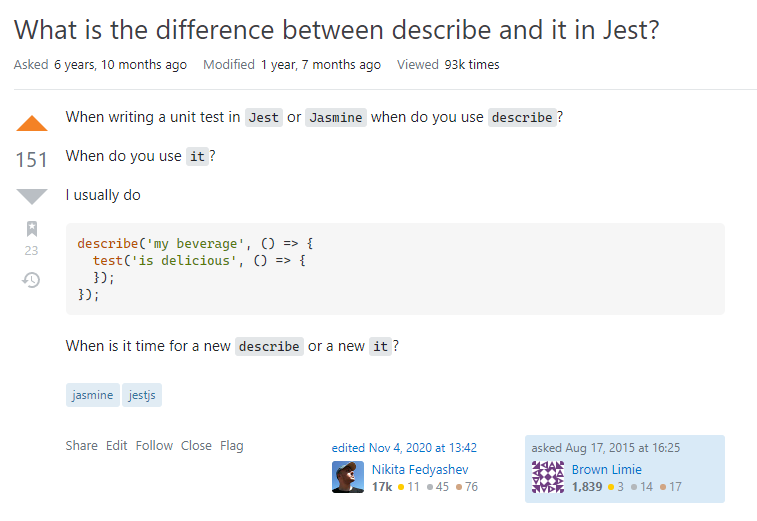 What is the difference between describe and it in Jest?
Asked 6 years, 10 months ago Modified 1 year, 7 months ago Viewed 93k times
When writing a unit test in Jest or Jasmine when do you use describe?
151
When do you use it?
I usually do
23
describe('my beverage', () => {
  test('is delicious', () => {
  });
});
When is it time for a new describe or a new it?
jasmine jestjs
Share Edit Follow Close Flag
edited Nov 4, 2020 at 13:42
Nikita Fedyashev
17k 11 45 76
asked Aug 17, 2015 at 16:25
Brown Limie
1,839 3 14 17